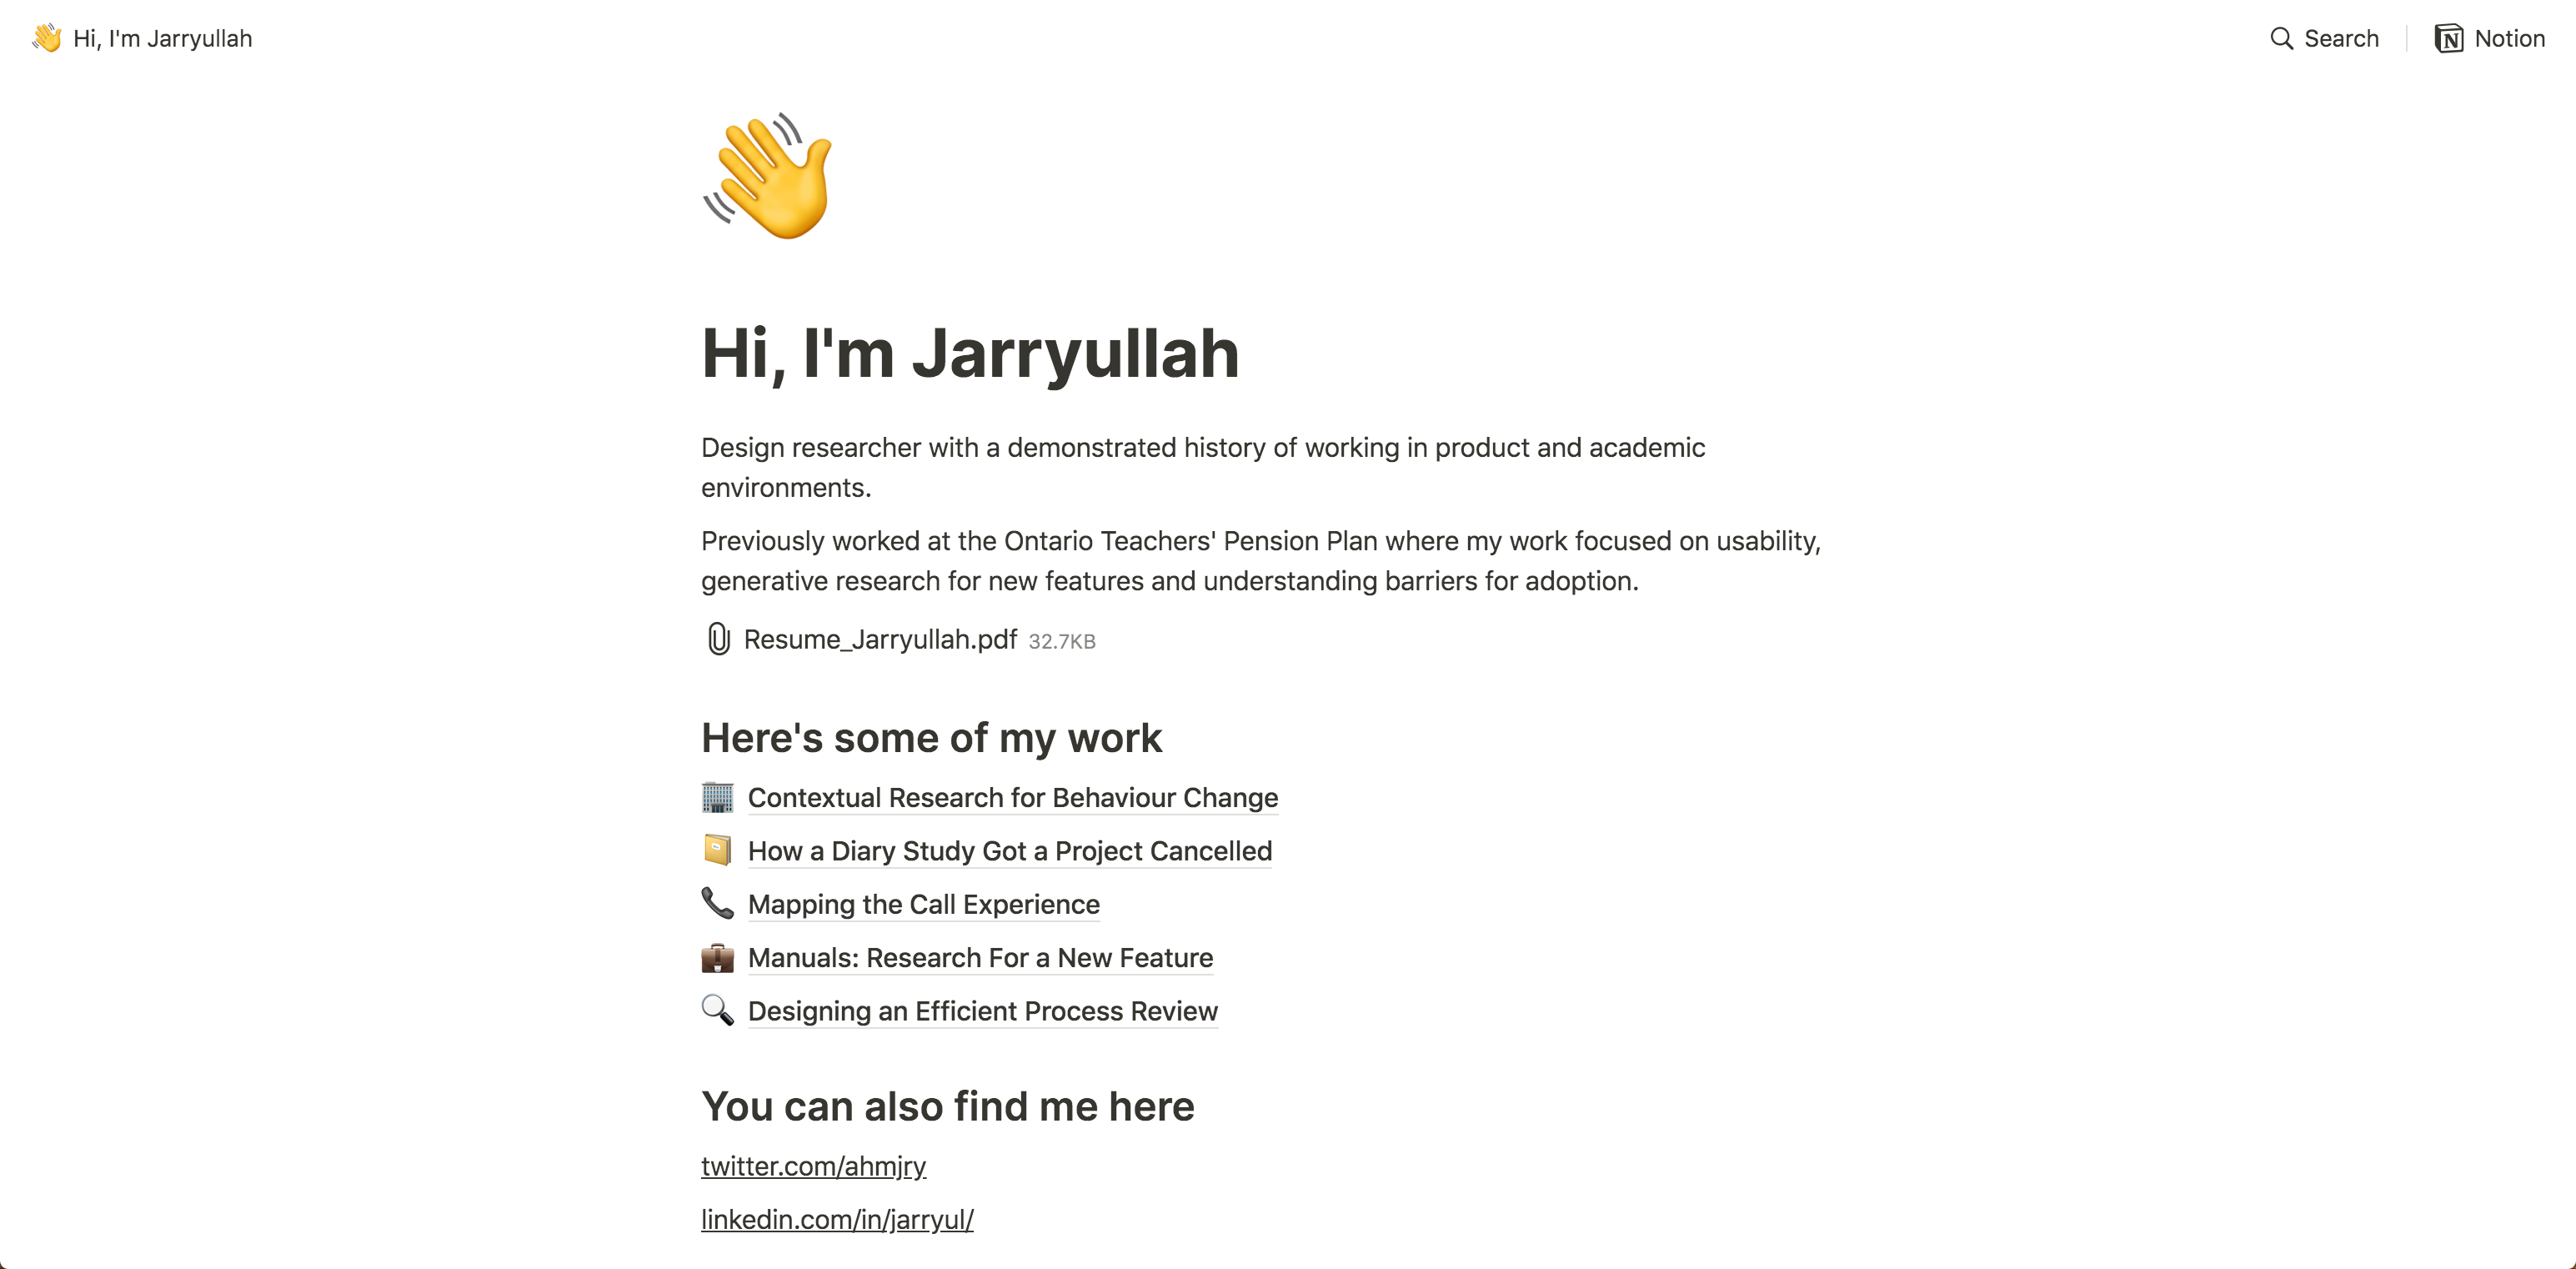 Hi, I'm Jarryullah
Search
Notion
Hi, I'm Jarryullah
Design researcher with a demonstrated history of working in product and academic
environments.
Previously worked at the Ontario Teachers' Pension Plan where my work focused on usability,
generative research for new features and understanding barriers for adoption.
Resume_Jarryullah.pdf 32.7KB
Here's some of my work
Contextual Research for Behaviour Change
How a Diary Study Got a Project Cancelled
Mapping the Call Experience
Manuals: Research For a New Feature
Designing an Efficient Process Review
You can also find me here
twitter.com/ahmjry
linkedin.com/in/jarryul/